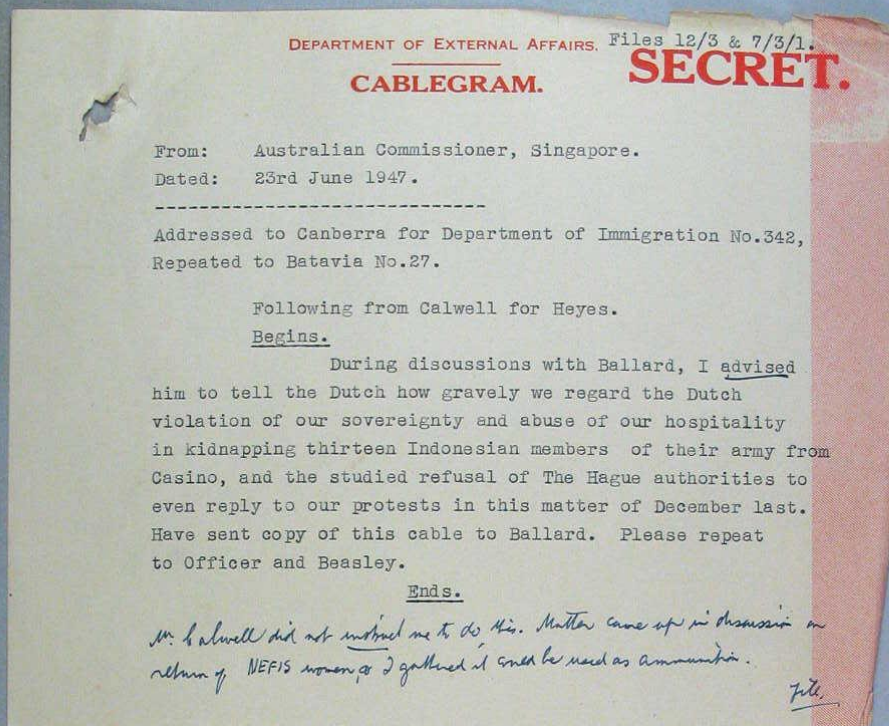 DEPARTMENT OF EXTERNAL AFFAIRS. Files 12/3 & 7/3/1.
SECRET.
CABLEGRAM.
From: Australian Commissioner, Singapore.
Dated: 23rd June 1947.
-------------------------------
Addressed to Canberra for Department of Immigration No.342,
Repeated to Batavia No.27.
Following from Calwell for Heyes.
Begins.
During discussions with Ballard, I advised
him to tell the Dutch how gravely we regard the Dutch
violation of our sovereignty and abuse of our hospitality
in kidnapping thirteen Indonesian members of their army from
Casino, and the studied refusal of The Hague authorities to
even reply to our protests in this matter of December last.
Have sent copy of this cable to Ballard. Please repeat
to Officer and Beasley.
Ends.
Mr. Calwell did not instruct me to do this. Matter came up in discussion on
return of NEFIS women, & I gathered it could be used as ammunition.
File.